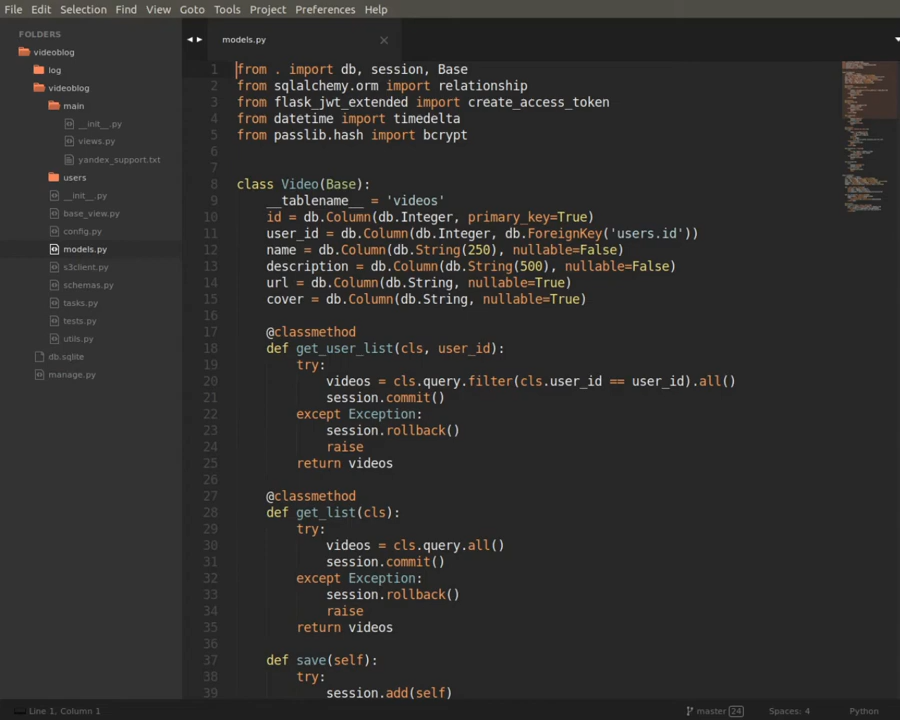 File Edit Selection Find View Goto Tools Project Preferences Help
FOLDERS
videoblog
log
videoblog
main
__init__.py
views.py
yandex_support.txt
users
__init__.py
base_view.py
config.py
models.py
s3client.py
schemas.py
tasks.py
tests.py
utils.py
db.sqlite
manage.py
models.py
1 from . import db, session, Base
2 from sqlalchemy.orm import relationship
3 from flask_jwt_extended import create_access_token
4 from datetime import timedelta
5 from passlib.hash import bcrypt
6
7
8 class Video(Base):
9     __tablename__ = 'videos'
10     id = db.Column(db.Integer, primary_key=True)
11     user_id = db.Column(db.Integer, db.ForeignKey('users.id'))
12     name = db.Column(db.String(250), nullable=False)
13     description = db.Column(db.String(500), nullable=False)
14     url = db.Column(db.String, nullable=True)
15     cover = db.Column(db.String, nullable=True)
16
17     @classmethod
18     def get_user_list(cls, user_id):
19         try:
20             videos = cls.query.filter(cls.user_id == user_id).all()
21             session.commit()
22         except Exception:
23             session.rollback()
24             raise
25         return videos
26
27     @classmethod
28     def get_list(cls):
29         try:
30             videos = cls.query.all()
31             session.commit()
32         except Exception:
33             session.rollback()
34             raise
35         return videos
36
37     def save(self):
38         try:
39             session.add(self)
Line 1, Column 1
master 24
Spaces: 4
Python